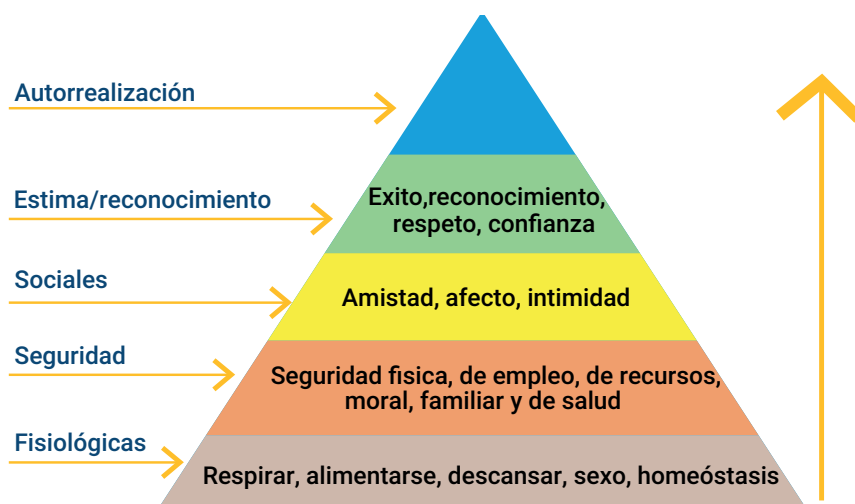 Autorrealización
Estima/reconocimiento
Exito,reconocimiento,
respeto, confianza
Sociales
Amistad, afecto, intimidad
Seguridad
Seguridad fisica, de empleo, de recursos,
moral, familiar y de salud
Fisiológicas
Respirar, alimentarse, descansar, sexo, homeóstasis